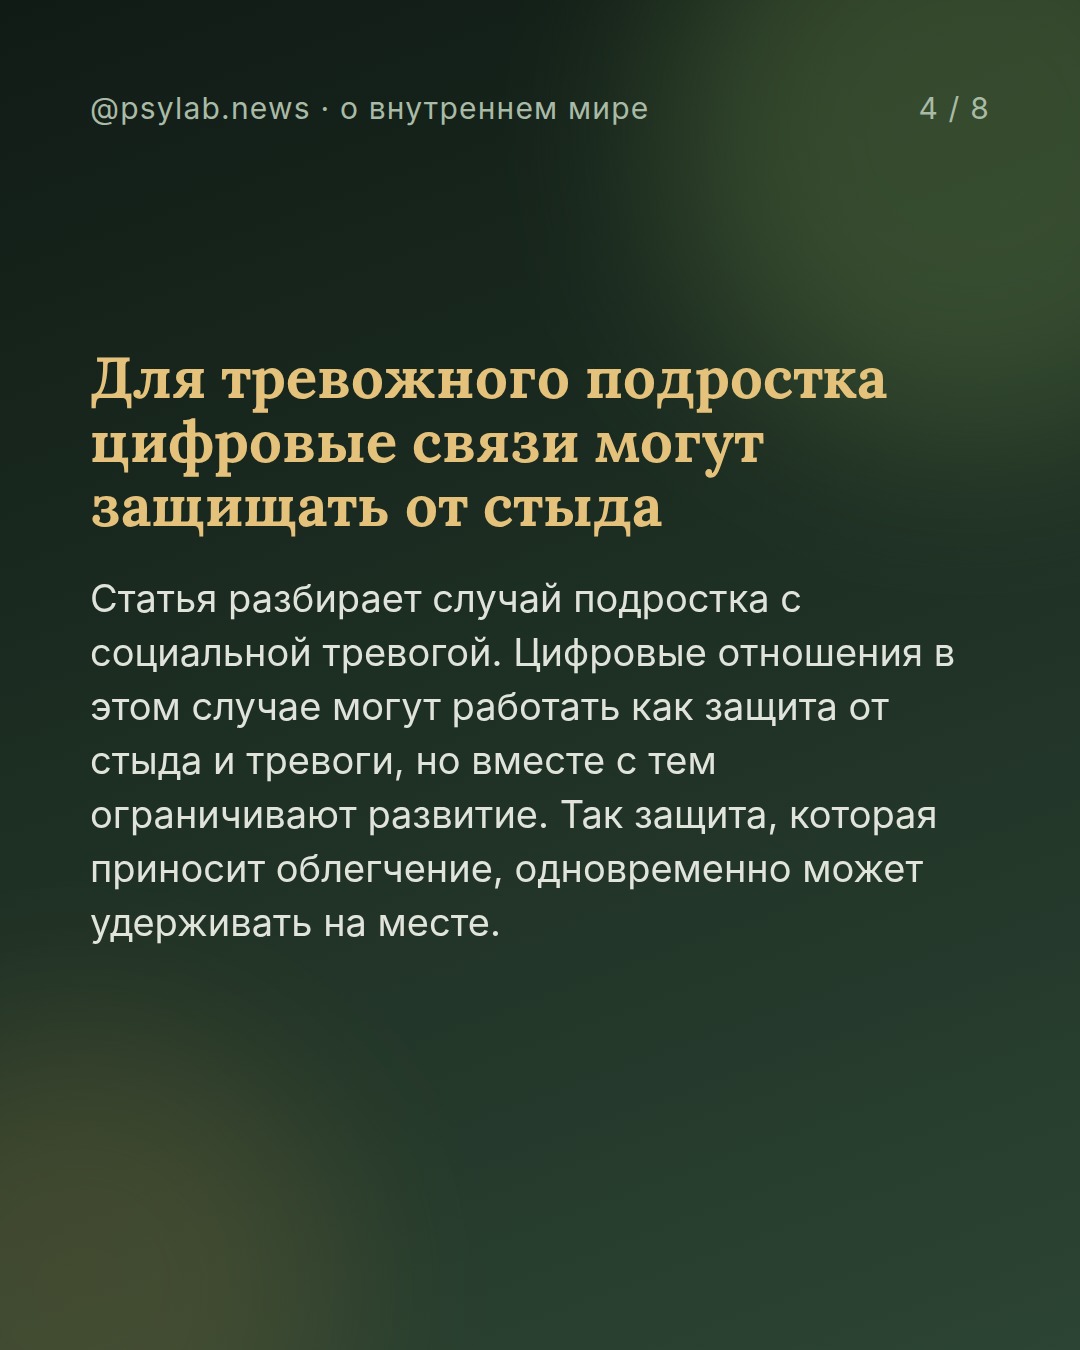 @psylab.news · о внутреннем мире
4 / 8
Для тревожного подростка
цифровые связи могут
защищать от стыда
Статья разбирает случай подростка с
социальной тревогой. Цифровые отношения в
этом случае могут работать как защита от
стыда и тревоги, но вместе с тем
ограничивают развитие. Так защита, которая
приносит облегчение, одновременно может
удерживать на месте.